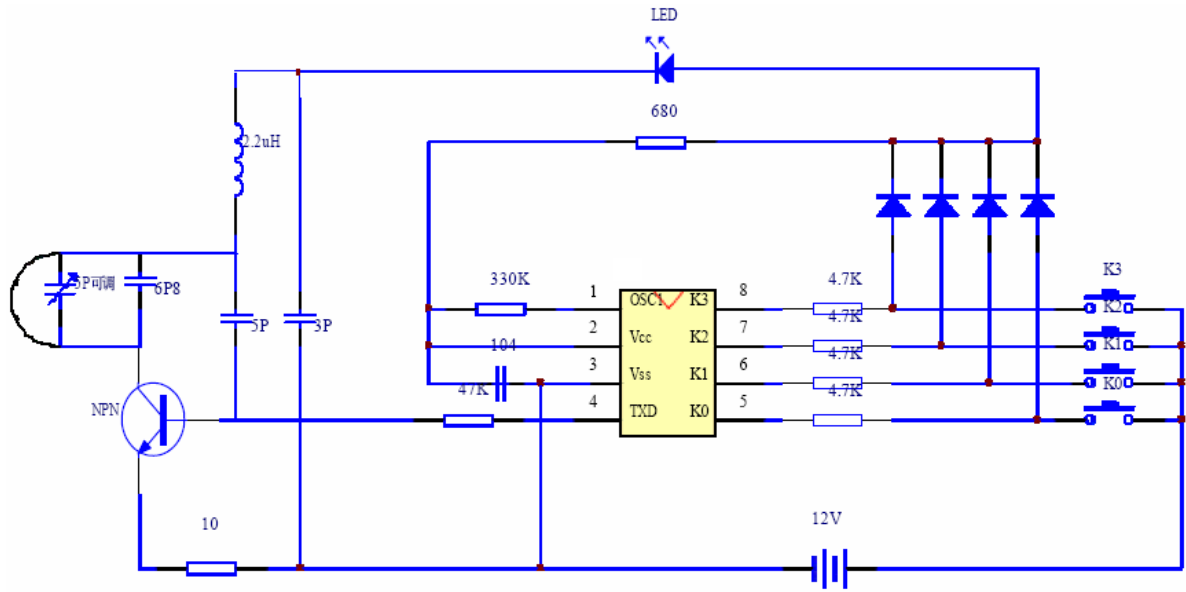 LED
680
2.2uH
5P可调
6P8
5P
3P
330K
104
47K
1
2
3
4
OSC1
Vcc
Vss
TXD
K3
K2
K1
K0
8
7
6
5
4.7K
4.7K
4.7K
4.7K
K3
K2
K1
K0
NPN
10
12V